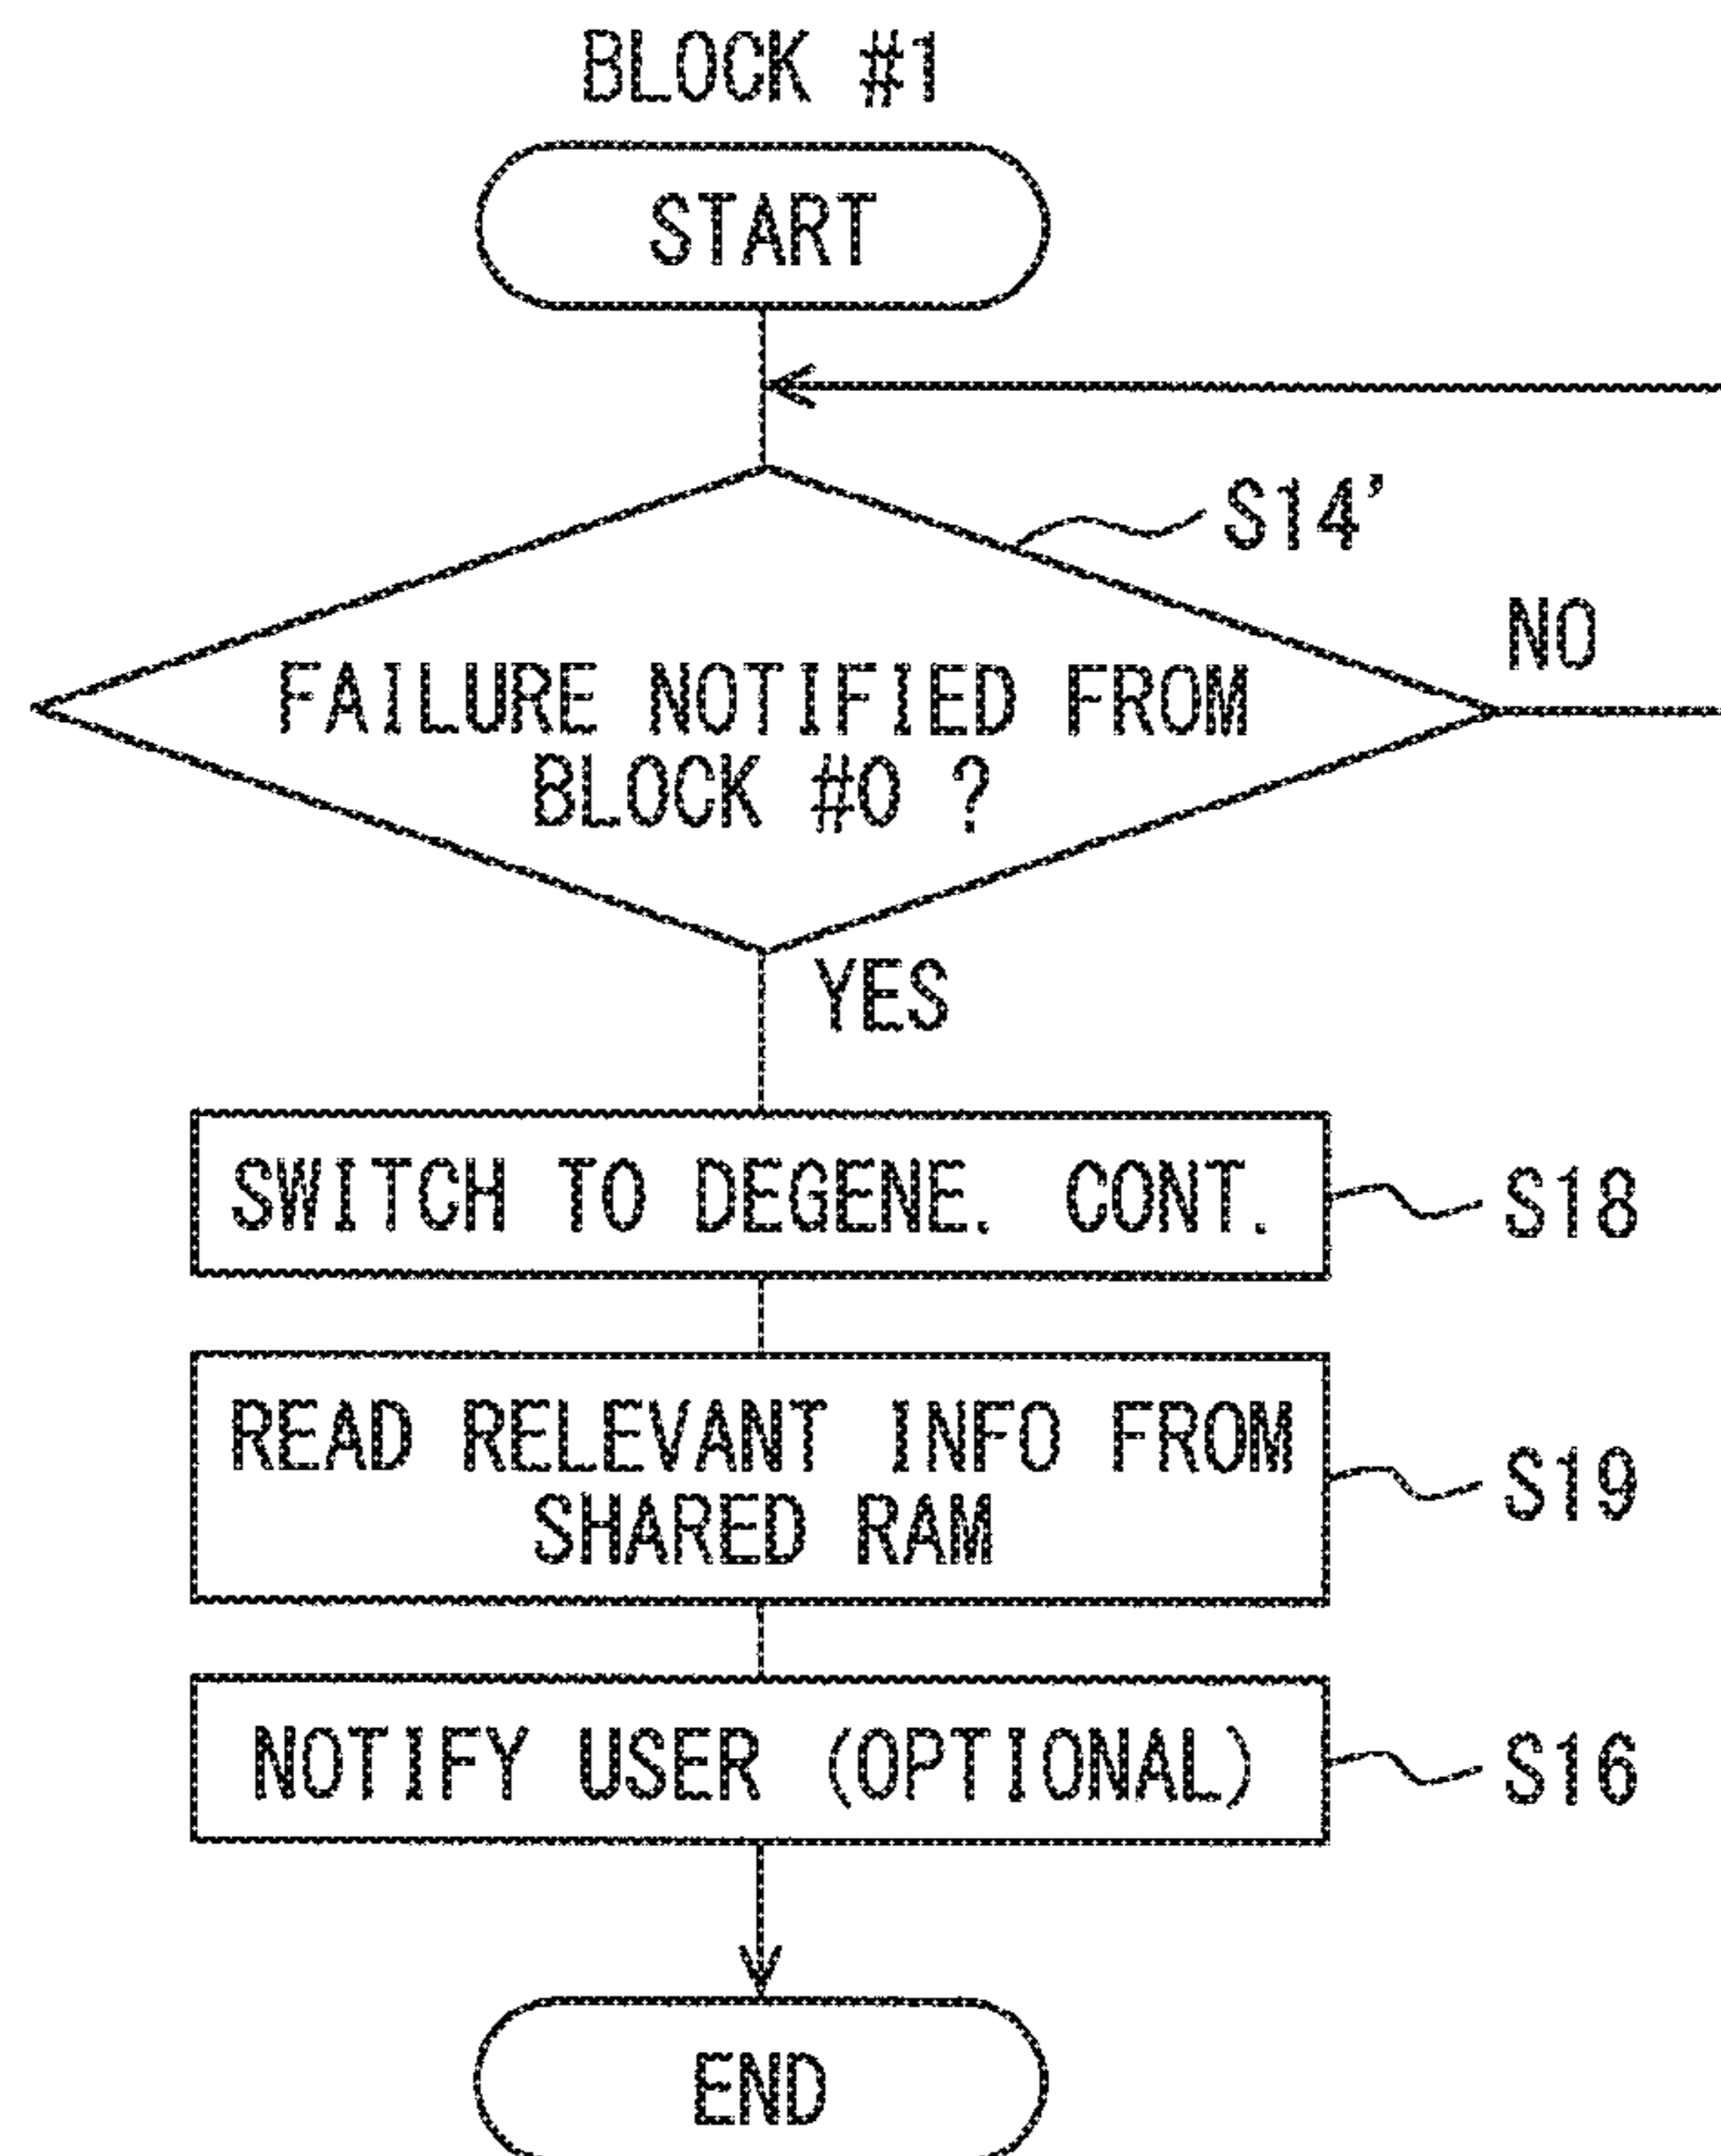 BLOCK #1
START
S14'
NO
FAILURE NOTIFIED FROM
BLOCK #0 ?
YES
SWITCH TO DEGENE. CONT.
S18
READ RELEVANT INFO FROM
SHARED RAM
S19
NOTIFY USER (OPTIONAL)
S16
END